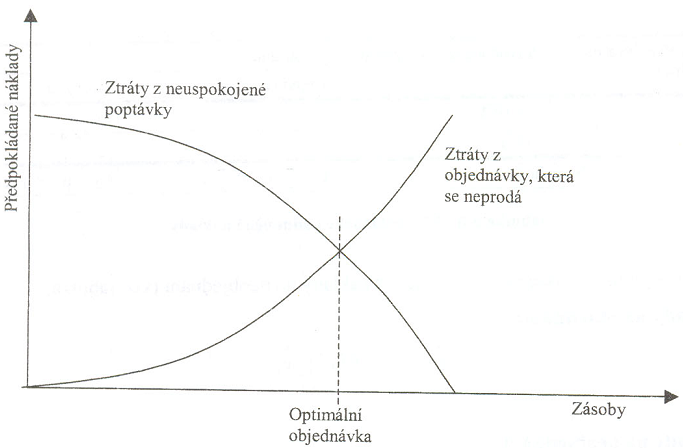 Předpokládané náklady
Ztráty z neuspokojené
poptávky
Ztráty z
objednávky, která
se neprodá
Optimální
objednávka
Zásoby